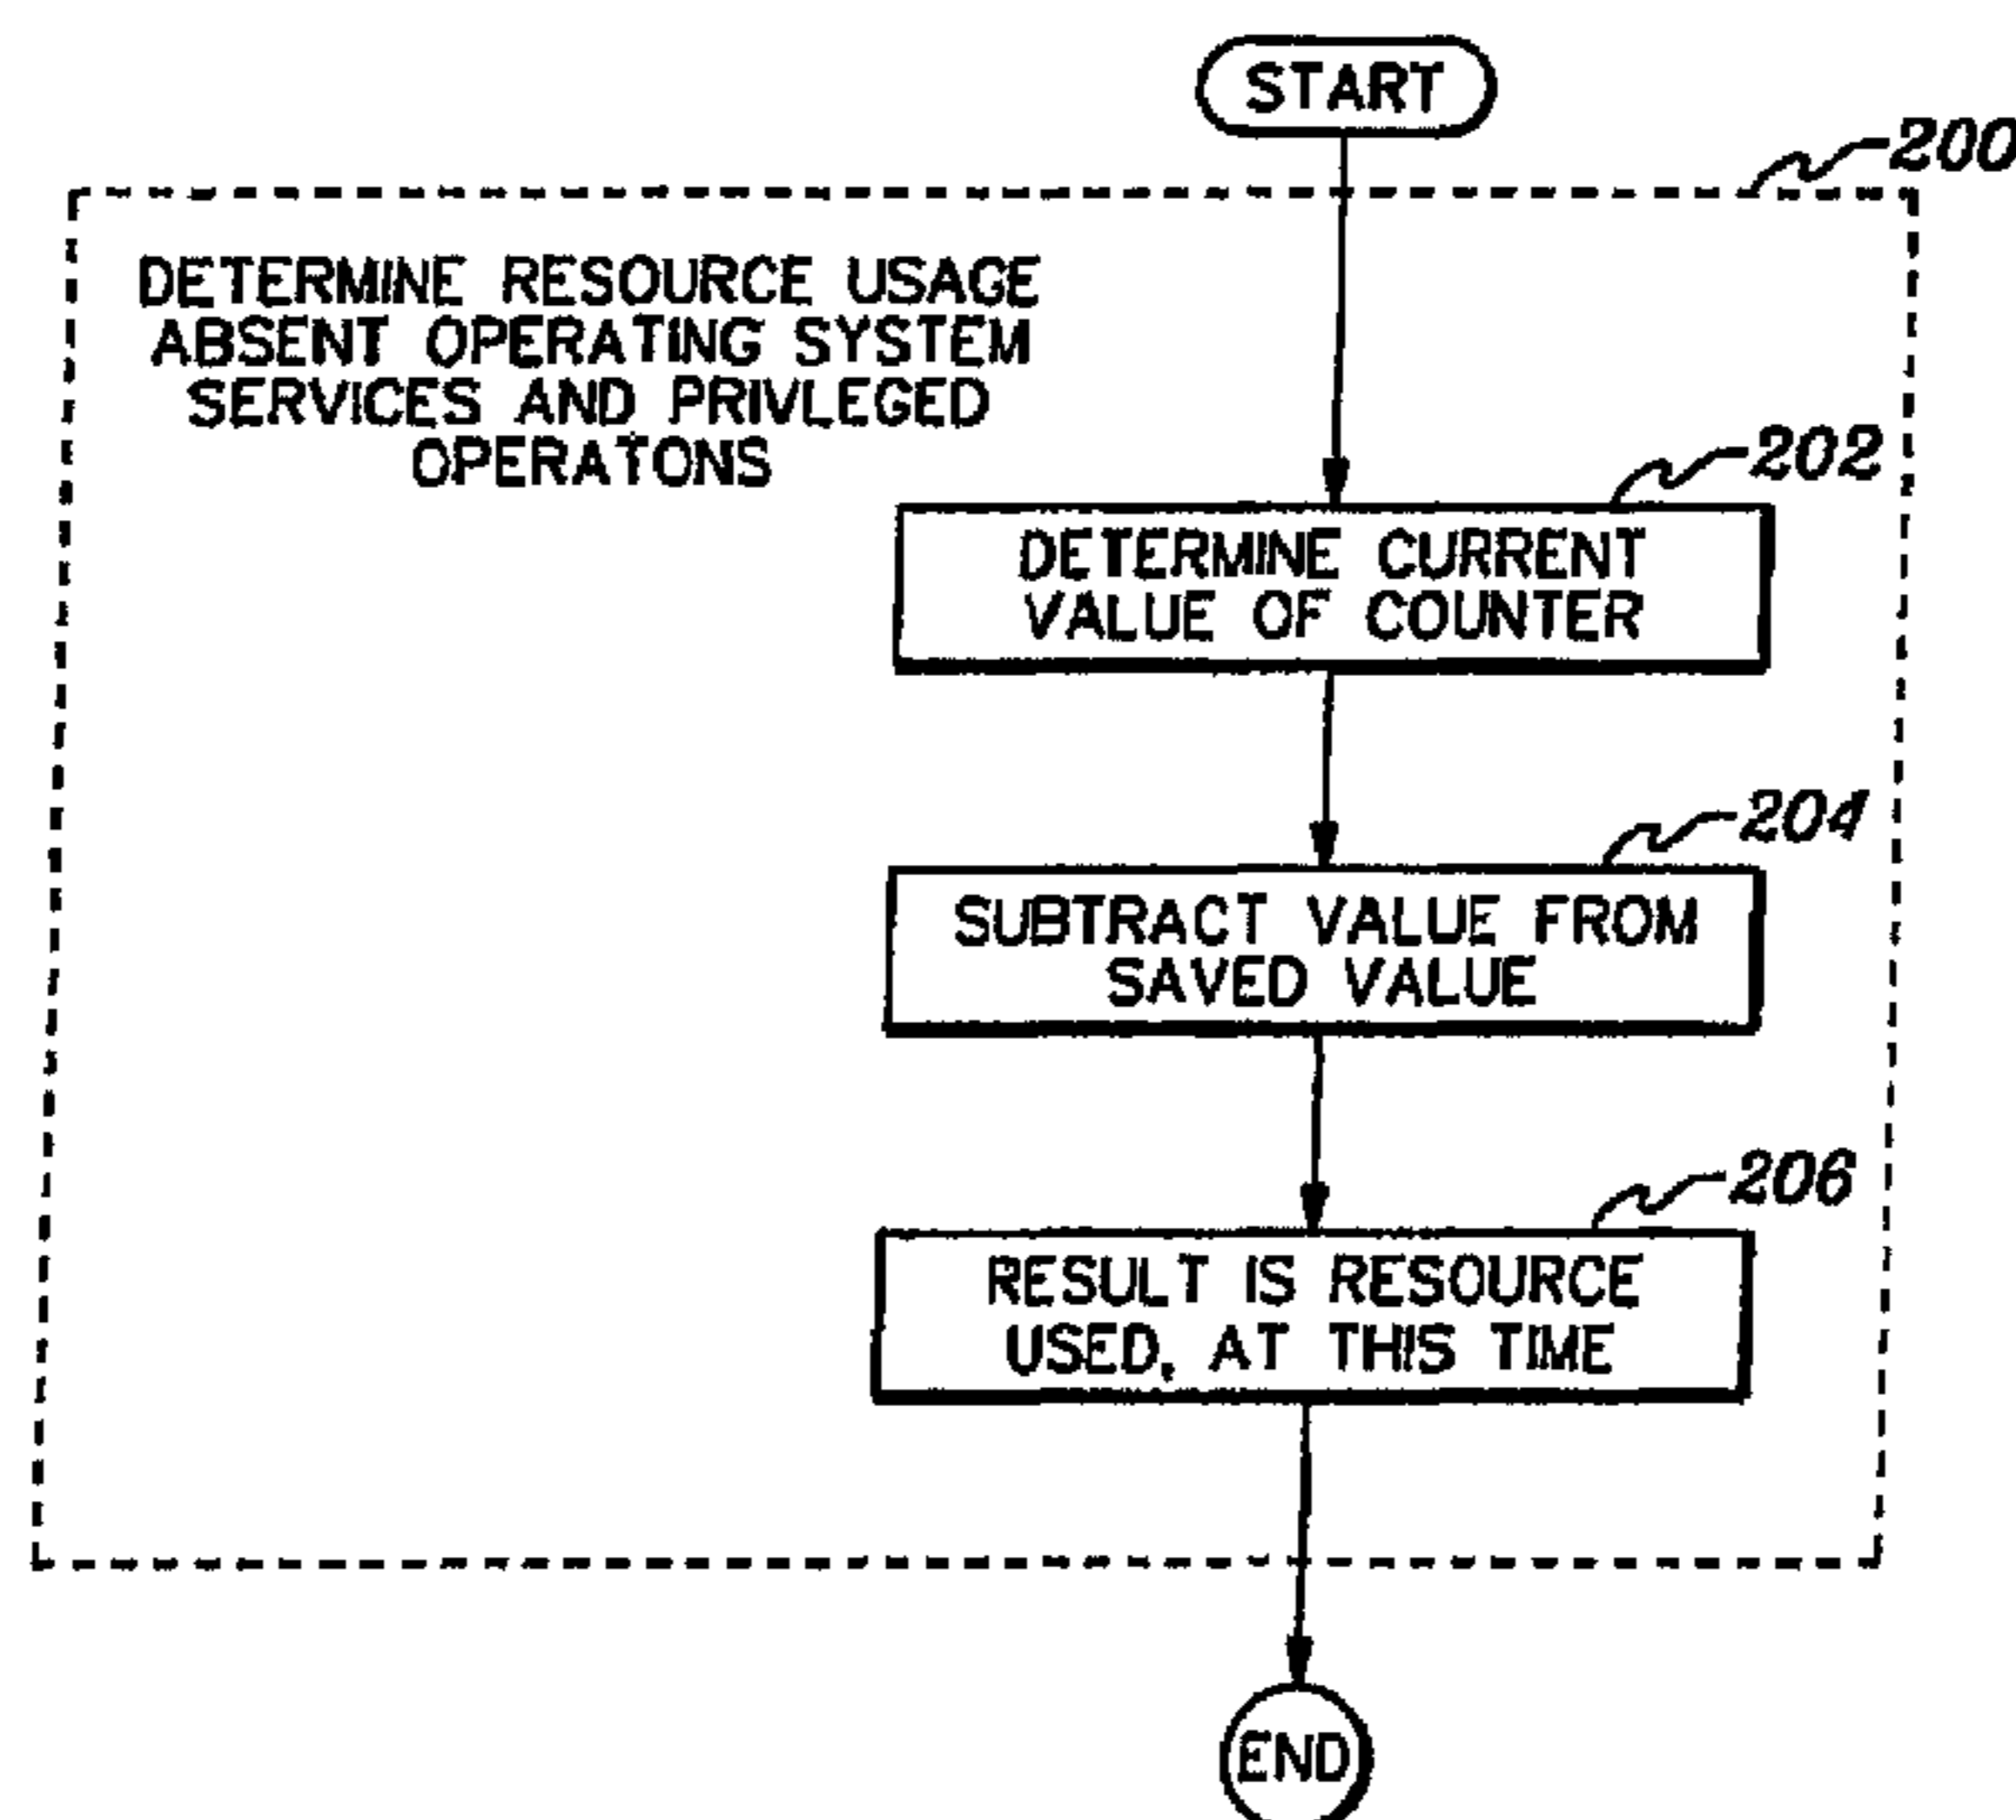 START
200
DETERMINE RESOURCE USAGE
ABSENT OPERATING SYSTEM
SERVICES AND PRIVLEGED
OPERATONS
202
DETERMINE CURRENT
VALUE OF COUNTER
204
SUBTRACT VALUE FROM
SAVED VALUE
206
RESULT IS RESOURCE
USED, AT THIS TIME
END